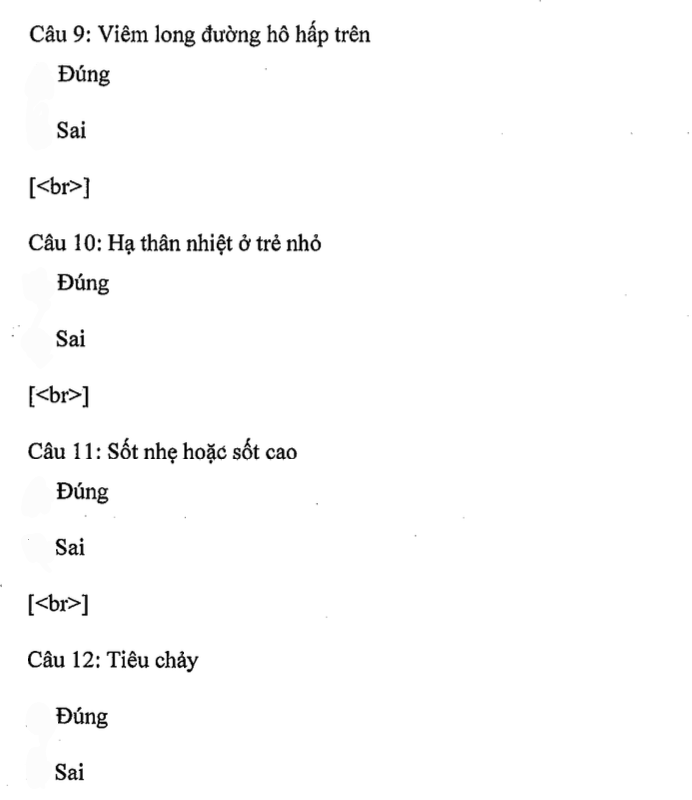 Câu 9: Viêm long đường hô hấp trên
Đúng
Sai
[<br>]
Câu 10: Hạ thân nhiệt ở trẻ nhỏ
Đúng
Sai
[<br>]
Câu 11: Sốt nhẹ hoặc sốt cao
Đúng
Sai
[<br>]
Câu 12: Tiêu chảy
Đúng
Sai